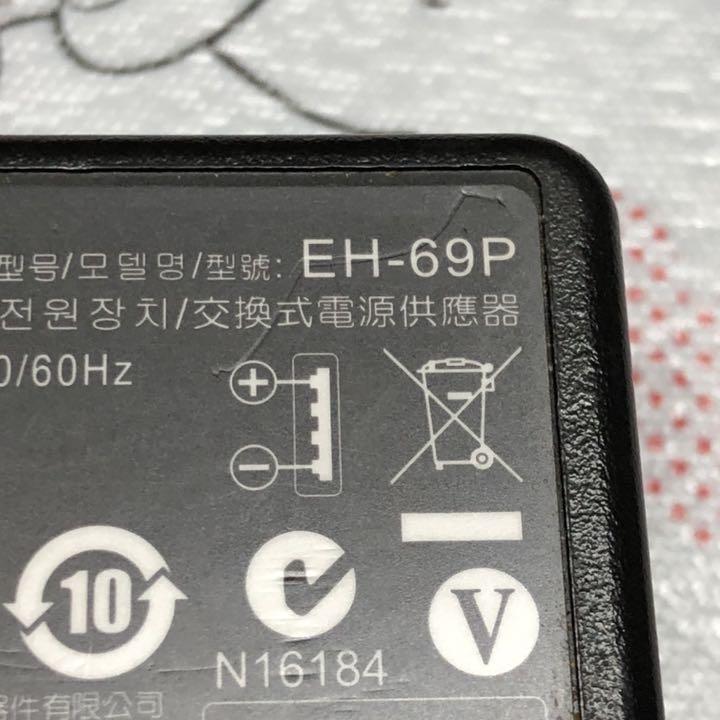 型号/모델명/型號: EH-69P
전원장치/交換式電源供應器
0/60Hz
10
V
N16184
器件有限公司